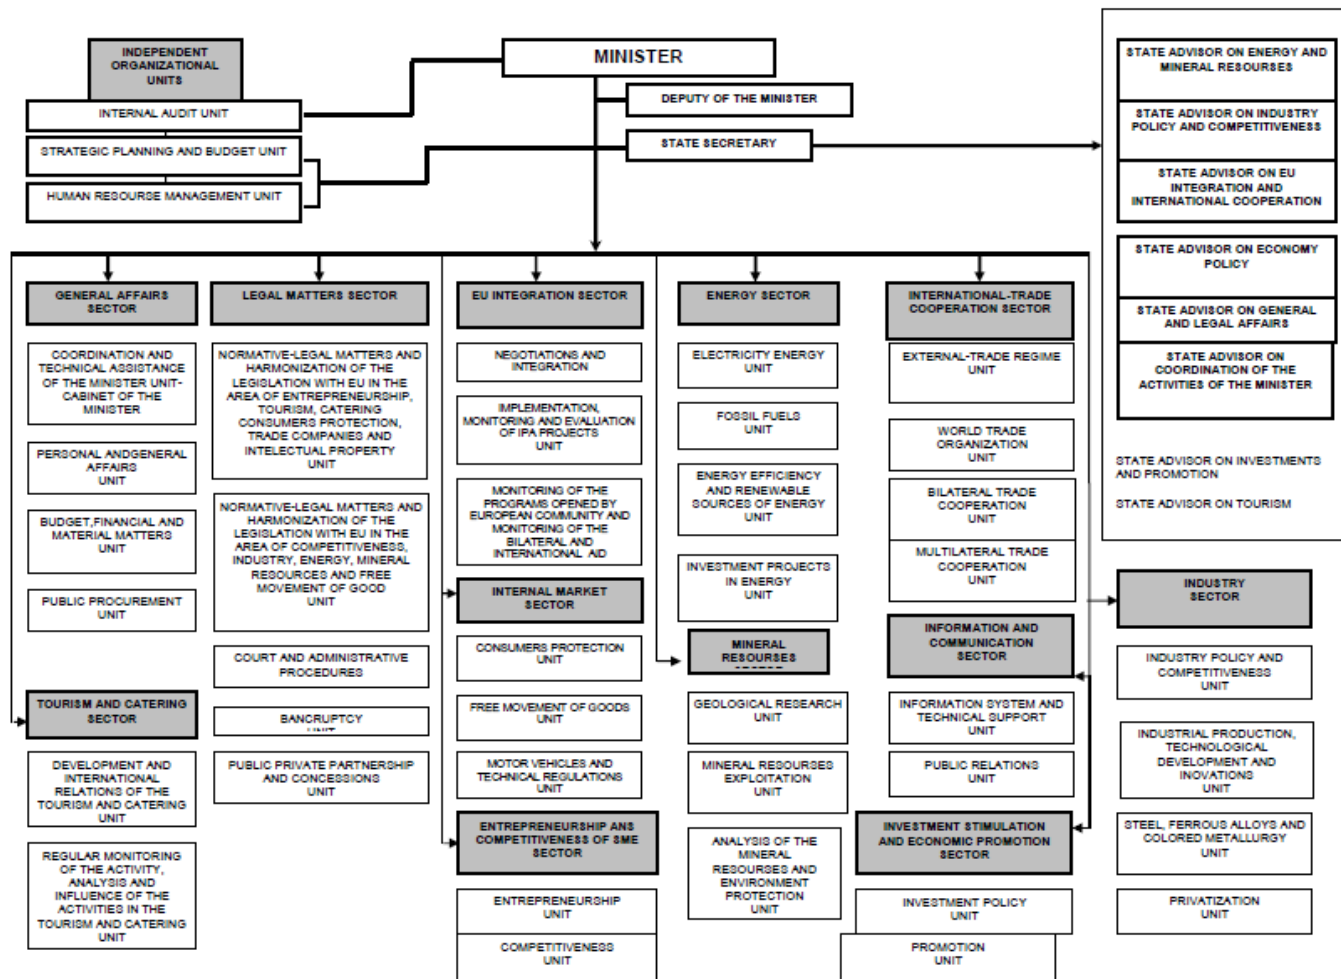 INDEPENDENT
ORGANIZATIONAL
UNITS
INTERNAL AUDIT UNIT
STRATEGIC PLANNING AND BUDGET UNIT
HUMAN RESOURSE MANAGEMENT UNIT
MINISTER
DEPUTY OF THE MINISTER
STATE SECRETARY
STATE ADVISOR ON ENERGY AND
MINERAL RESOURSES
STATE ADVISOR ON INDUSTRY
POLICY AND COMPETITIVENESS
STATE ADVISOR ON EU
INTEGRATION AND
INTERNATIONAL COOPERATION
STATE ADVISOR ON ECONOMY
POLICY
STATE ADVISOR ON GENERAL
AND LEGAL AFFAIRS
STATE ADVISOR ON
COORDINATION OF THE
ACTIVITIES OF THE MINISTER
STATE ADVISOR ON INVESTMENTS
AND PROMOTION
STATE ADVISOR ON TOURISM
GENERAL AFFAIRS
SECTOR
COORDINATION AND
TECHNICAL ASSISTANCE
OF THE MINISTER UNIT-
CABINET OF THE
MINISTER
PERSONAL ANDGENERAL
AFFAIRS
UNIT
BUDGET,FINANCIAL AND
MATERIAL MATTERS
UNIT
PUBLIC PROCUREMENT
UNIT
TOURISM AND CATERING
SECTOR
DEVELOPMENT AND
INTERNATIONAL
RELATIONS OF THE
TOURISM AND CATERING
UNIT
REGULAR MONITORING
OF THE ACTIVITY,
ANALYSIS AND
INFLUENCE OF THE
ACTIVITIES IN THE
TOURISM AND CATERING
UNIT
LEGAL MATTERS SECTOR
NORMATIVE-LEGAL MATTERS AND
HARMONIZATION OF THE
LEGISLATION WITH EU IN THE
AREA OF ENTREPRENEURSHIP,
TOURISM, CATERING
CONSUMERS PROTECTION,
TRADE COMPANIES AND
INTELECTUAL PROPERTY
UNIT
NORMATIVE-LEGAL MATTERS AND
HARMONIZATION OF THE
LEGISLATION WITH EU IN THE
AREA OF COMPETITIVENESS,
INDUSTRY, ENERGY, MINERAL
RESOURCES AND FREE
MOVEMENT OF GOOD
UNIT
COURT AND ADMINISTRATIVE
PROCEDURES
BANCRUPTCY
UNIT
PUBLIC PRIVATE PARTNERSHIP
AND CONCESSIONS
UNIT
EU INTEGRATION SECTOR
NEGOTIATIONS AND
INTEGRATION
IMPLEMENTATION,
MONITORING AND EVALUATION
OF IPA PROJECTS
UNIT
MONITORING OF THE
PROGRAMS OPENED BY
EUROPEAN COMMUNITY AND
MONITORING OF THE
BILATERAL AND
INTERNATIONAL AID
INTERNAL MARKET
SECTOR
CONSUMERS PROTECTION
UNIT
FREE MOVEMENT OF GOODS
UNIT
MOTOR VEHICLES AND
TECHNICAL REGULATIONS
UNIT
ENTREPRENEURSHIP ANS
COMPETITIVENESS OF SME
SECTOR
ENTREPRENEURSHIP
UNIT
COMPETITIVENESS
UNIT
ENERGY SECTOR
ELECTRICITY ENERGY
UNIT
FOSSIL FUELS
UNIT
ENERGY EFFICIENCY
AND RENEWABLE
SOURCES OF ENERGY
UNIT
INVESTMENT PROJECTS
IN ENERGY
UNIT
MINERAL
RESOURSES
SECTOR
GEOLOGICAL RESEARCH
UNIT
MINERAL RESOURSES
EXPLOITATION
UNIT
ANALYSIS OF THE
MINERAL
RESOURSES AND
ENVIRONMENT
PROTECTION
UNIT
INTERNATIONAL-TRADE
COOPERATION SECTOR
EXTERNAL-TRADE REGIME
UNIT
WORLD TRADE
ORGANIZATION
UNIT
BILATERAL TRADE
COOPERATION
UNIT
MULTILATERAL TRADE
COOPERATION
UNIT
INFORMATION AND
COMMUNICATION
SECTOR
INFORMATION SYSTEM AND
TECHNICAL SUPPORT
UNIT
PUBLIC RELATIONS
UNIT
INVESTMENT STIMULATION
AND ECONOMIC PROMOTION
SECTOR
INVESTMENT POLICY
UNIT
PROMOTION
UNIT
INDUSTRY
SECTOR
INDUSTRY POLICY AND
COMPETITIVENESS
UNIT
INDUSTRIAL PRODUCTION,
TECHNOLOGICAL
DEVELOPMENT AND
INOVATIONS
UNIT
STEEL, FERROUS ALLOYS AND
COLORED METALLURGY
UNIT
PRIVATIZATION
UNIT